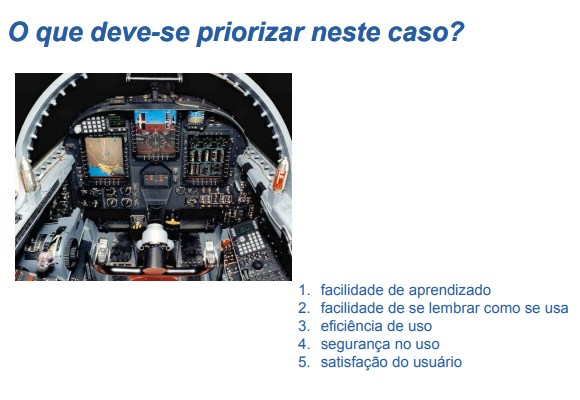 O que deve-se priorizar neste caso?
1. facilidade de aprendizado
2. facilidade de se lembrar como se usa
3. eficiência de uso
4. segurança no uso
5. satisfação do usuário